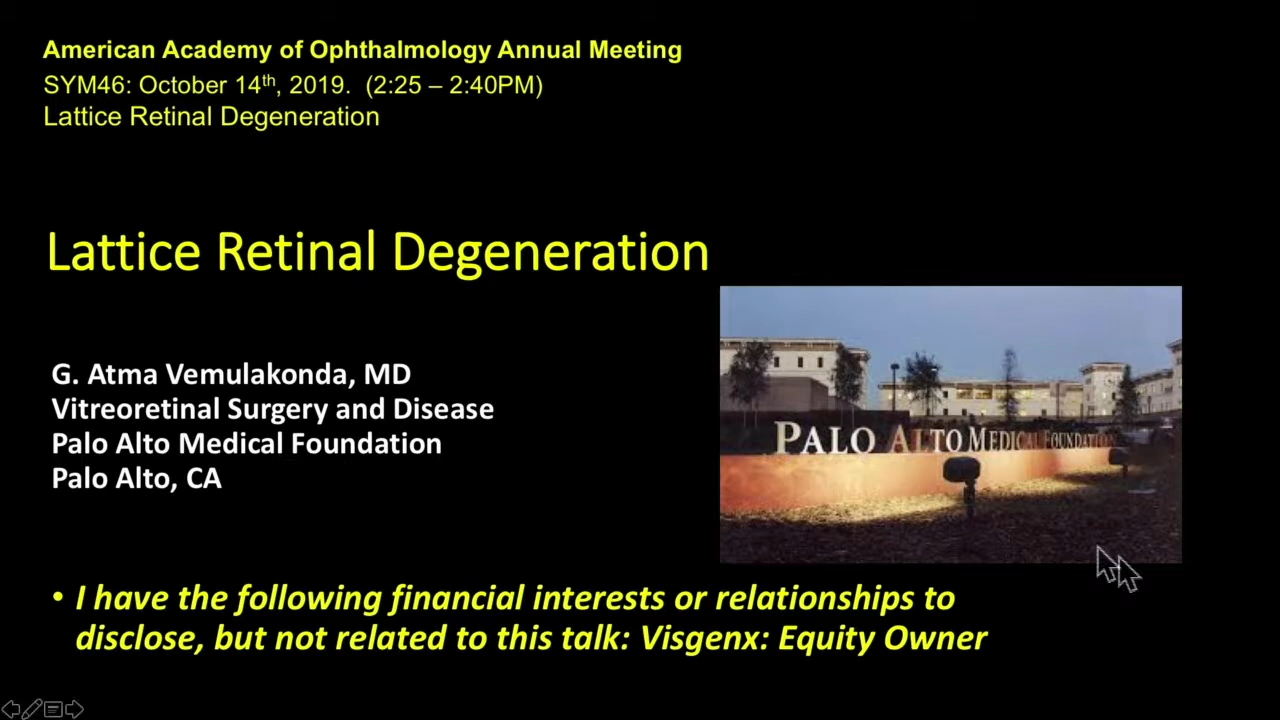 American Academy of Ophthalmology Annual Meeting
SYM46: October 14th, 2019. (2:25 – 2:40PM)
Lattice Retinal Degeneration
Lattice Retinal Degeneration
G. Atma Vemulakonda, MD
Vitreoretinal Surgery and Disease
Palo Alto Medical Foundation
Palo Alto, CA
PALO ALTO MEDICAL FOUNDATION
• I have the following financial interests or relationships to
disclose, but not related to this talk: Visgenx: Equity Owner